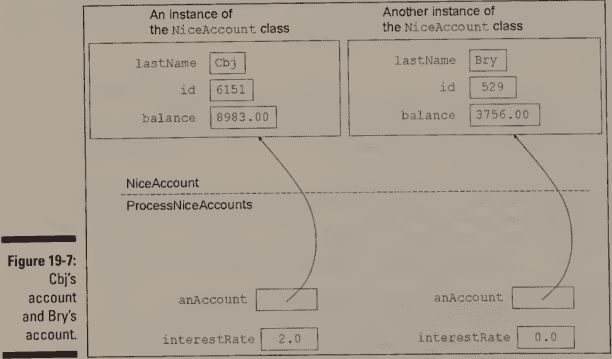 An instance of
the NiceAccount class
lastName Cbj
id 6151
balance 8983.00
Another instance of
the NiceAccount class
lastName Bry
id 529
balance 3756.00
NiceAccount
ProcessNiceAccounts
anAccount
interestRate 2.0
anAccount
interestRate 0.0
Figure 19-7:
Cbj's
account
and Bry's
account.